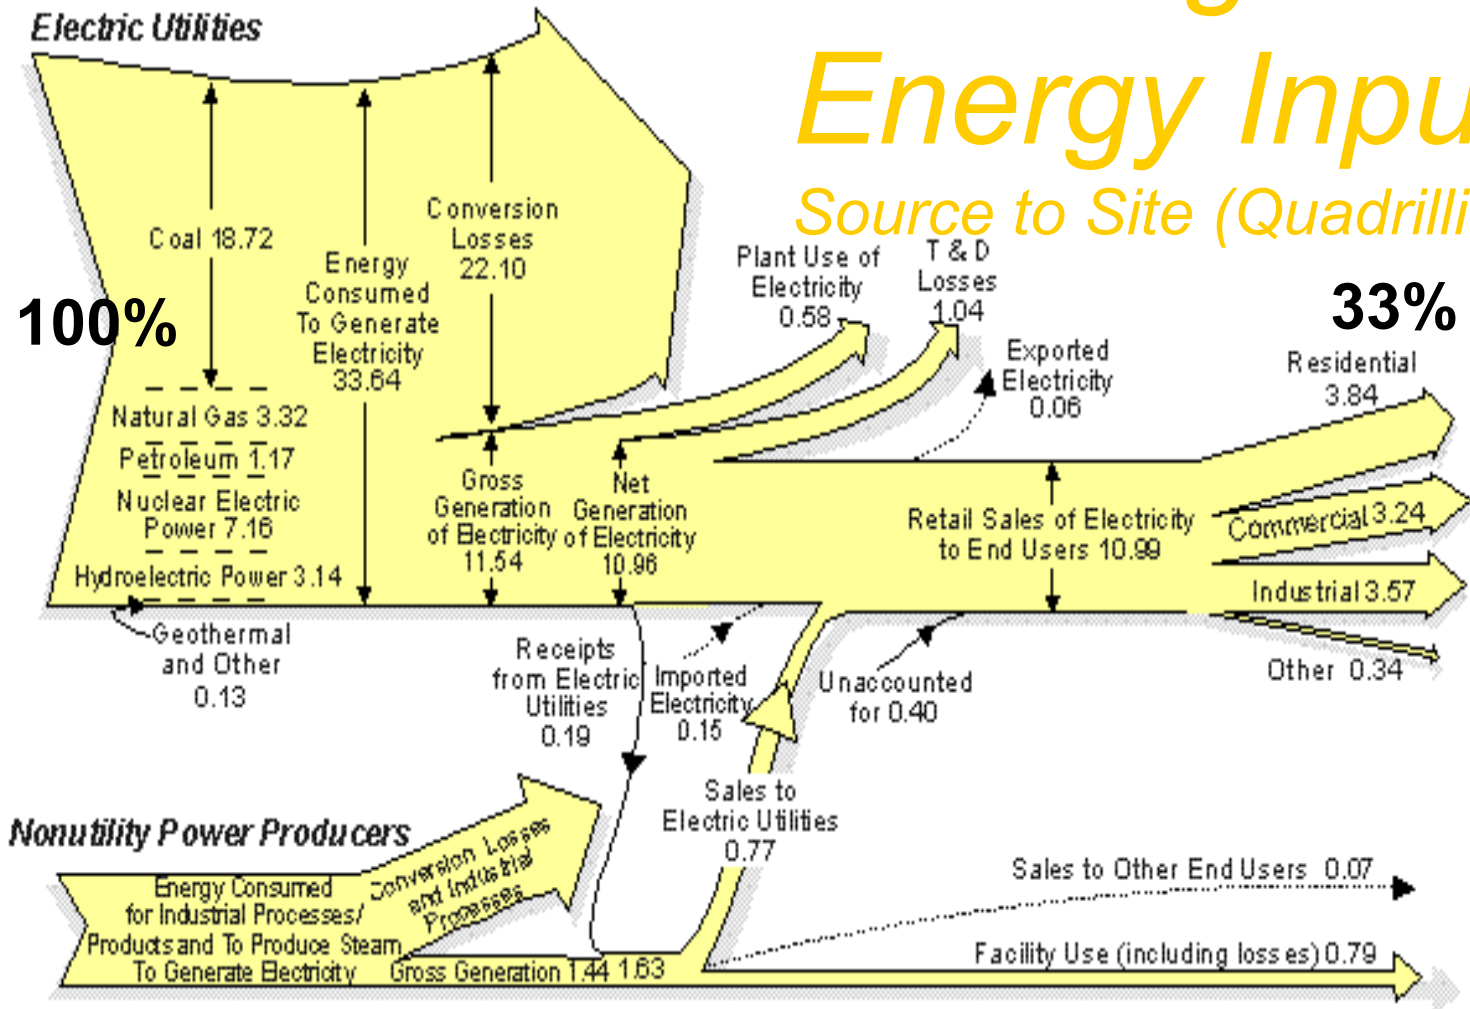 Electric Utilities
Energy Inpu
Source to Site (Quadrilli
Coal 18.72
Energy
Consumed
To Generate
Electricity
33.64
Conversion
Losses
22.10
Plant Use of
Electricity
0.58
T & D
Losses
1.04
100%
33%
Exported
Electricity
0.06
Residential
3.84
Natural Gas 3.32
Petroleum 1.17
Nuclear Electric
Power 7.16
Hydroelectric Power 3.14
Gross
Generation
of Electricity
11.54
Net
Generation
of Electricity
10.96
Retail Sales of Electricity
to End Users 10.99
Commercial 3.24
Industrial 3.57
Other 0.34
Geothermal
and Other
0.13
Receipts
from Electric
Utilities
0.19
Imported
Electricity
0.15
Unaccounted
for 0.40
Sales to
Electric Utilities
0.77
Nonutility Power Producers
Conversion Losses
and Industrial
Processes
Energy Consumed
for Industrial Processes/
Products and To Produce Steam
To Generate Electricity
Gross Generation 1.44 1.63
Sales to Other End Users 0.07
Facility Use (including losses) 0.79